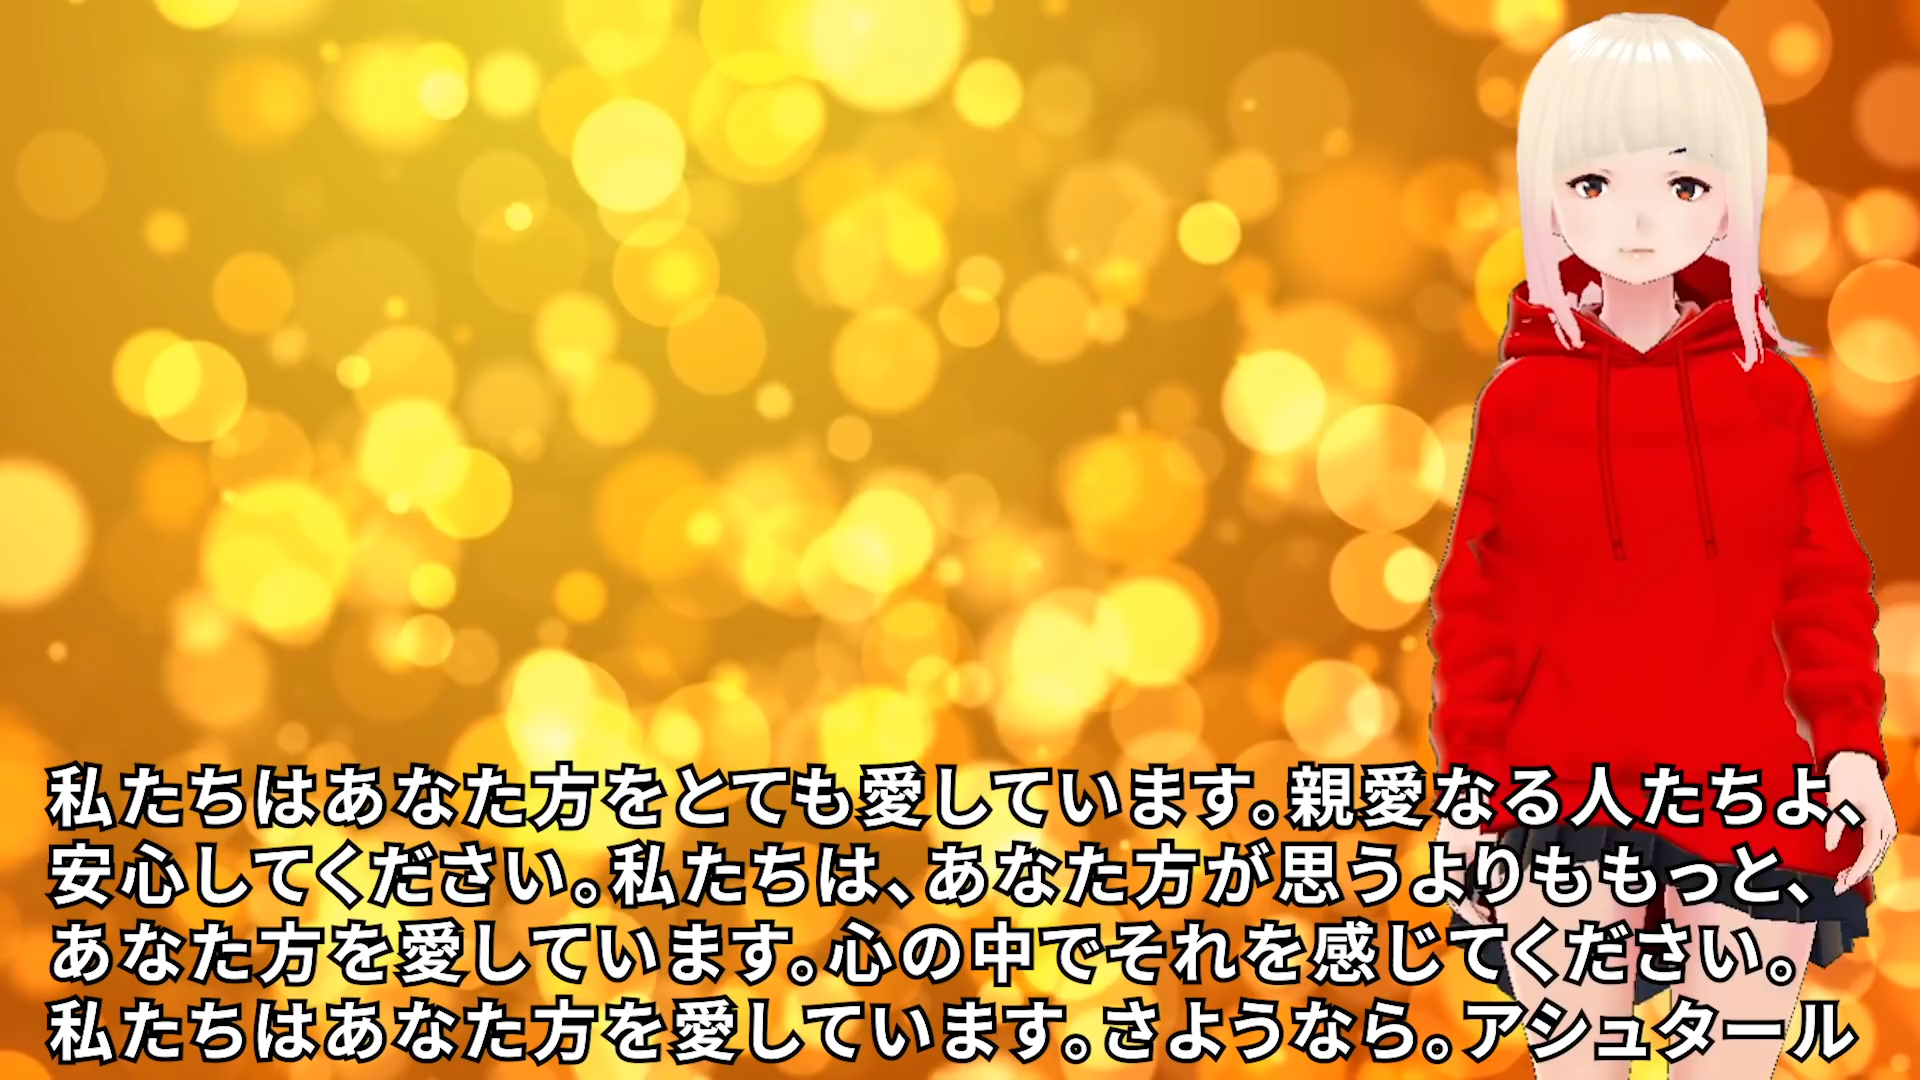 私たちはあなた方をとても愛しています。親愛なる人たちよ、
安心してください。私たちは、あなた方が思うよりももっと、
あなた方を愛しています。心の中でそれを感じてください。
私たちはあなた方を愛しています。さようなら。アシュタール